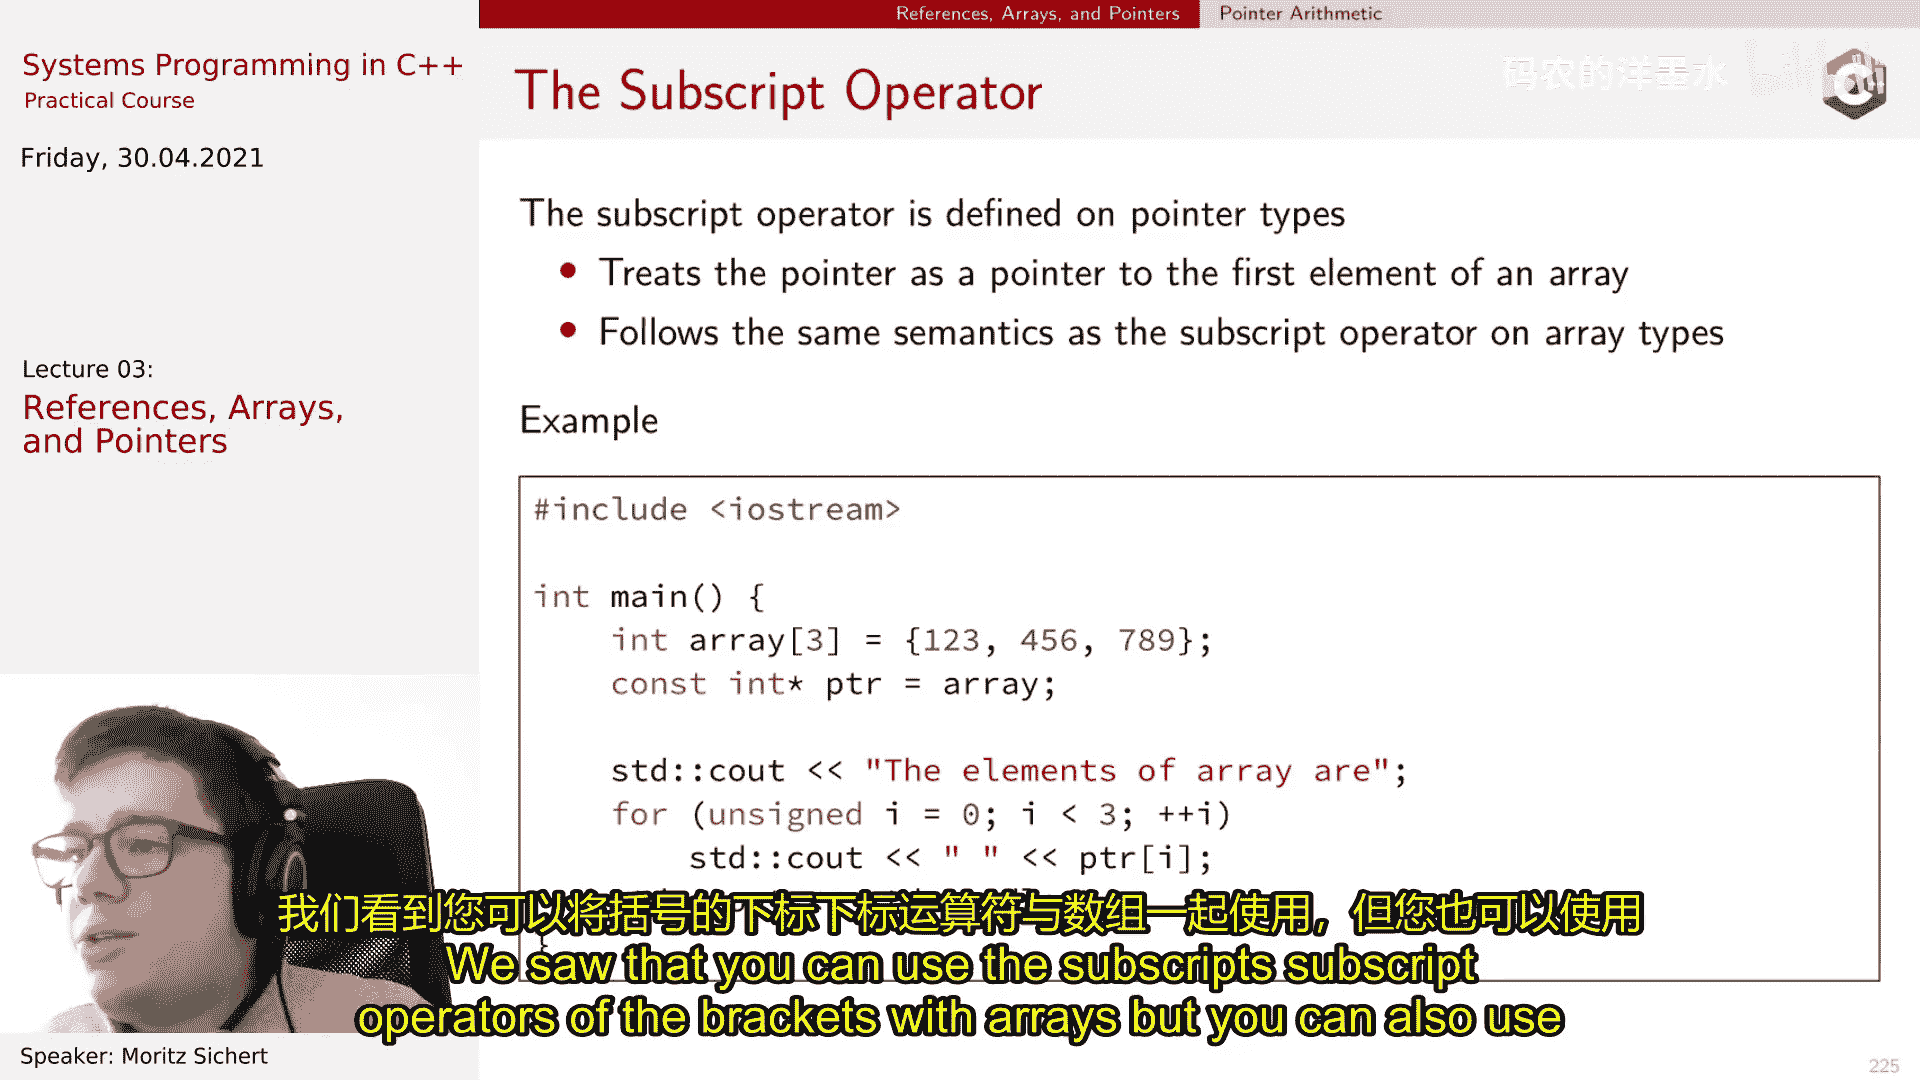 References, Arrays, and Pointers
Pointer Arithmetic
Systems Programming in C++
Practical Course
Friday, 30.04.2021
The Subscript Operator
码农的洋墨水
The subscript operator is defined on pointer types
• Treats the pointer as a pointer to the first element of an array
• Follows the same semantics as the subscript operator on array types
Lecture 03:
References, Arrays,
and Pointers
Example
#include <iostream>
int main() {
int array[3] = {123, 456, 789};
const int* ptr = array;
std::cout << "The elements of array are";
for (unsigned i = 0; i < 3; ++i)
std::cout << " " << ptr[i];
}
我们看到您可以将括号的下标下标运算符与数组一起使用，但您也可以使用
We saw that you can use the subscripts subscript
operators of the brackets with arrays but you can also use
Speaker: Moritz Sichert
225